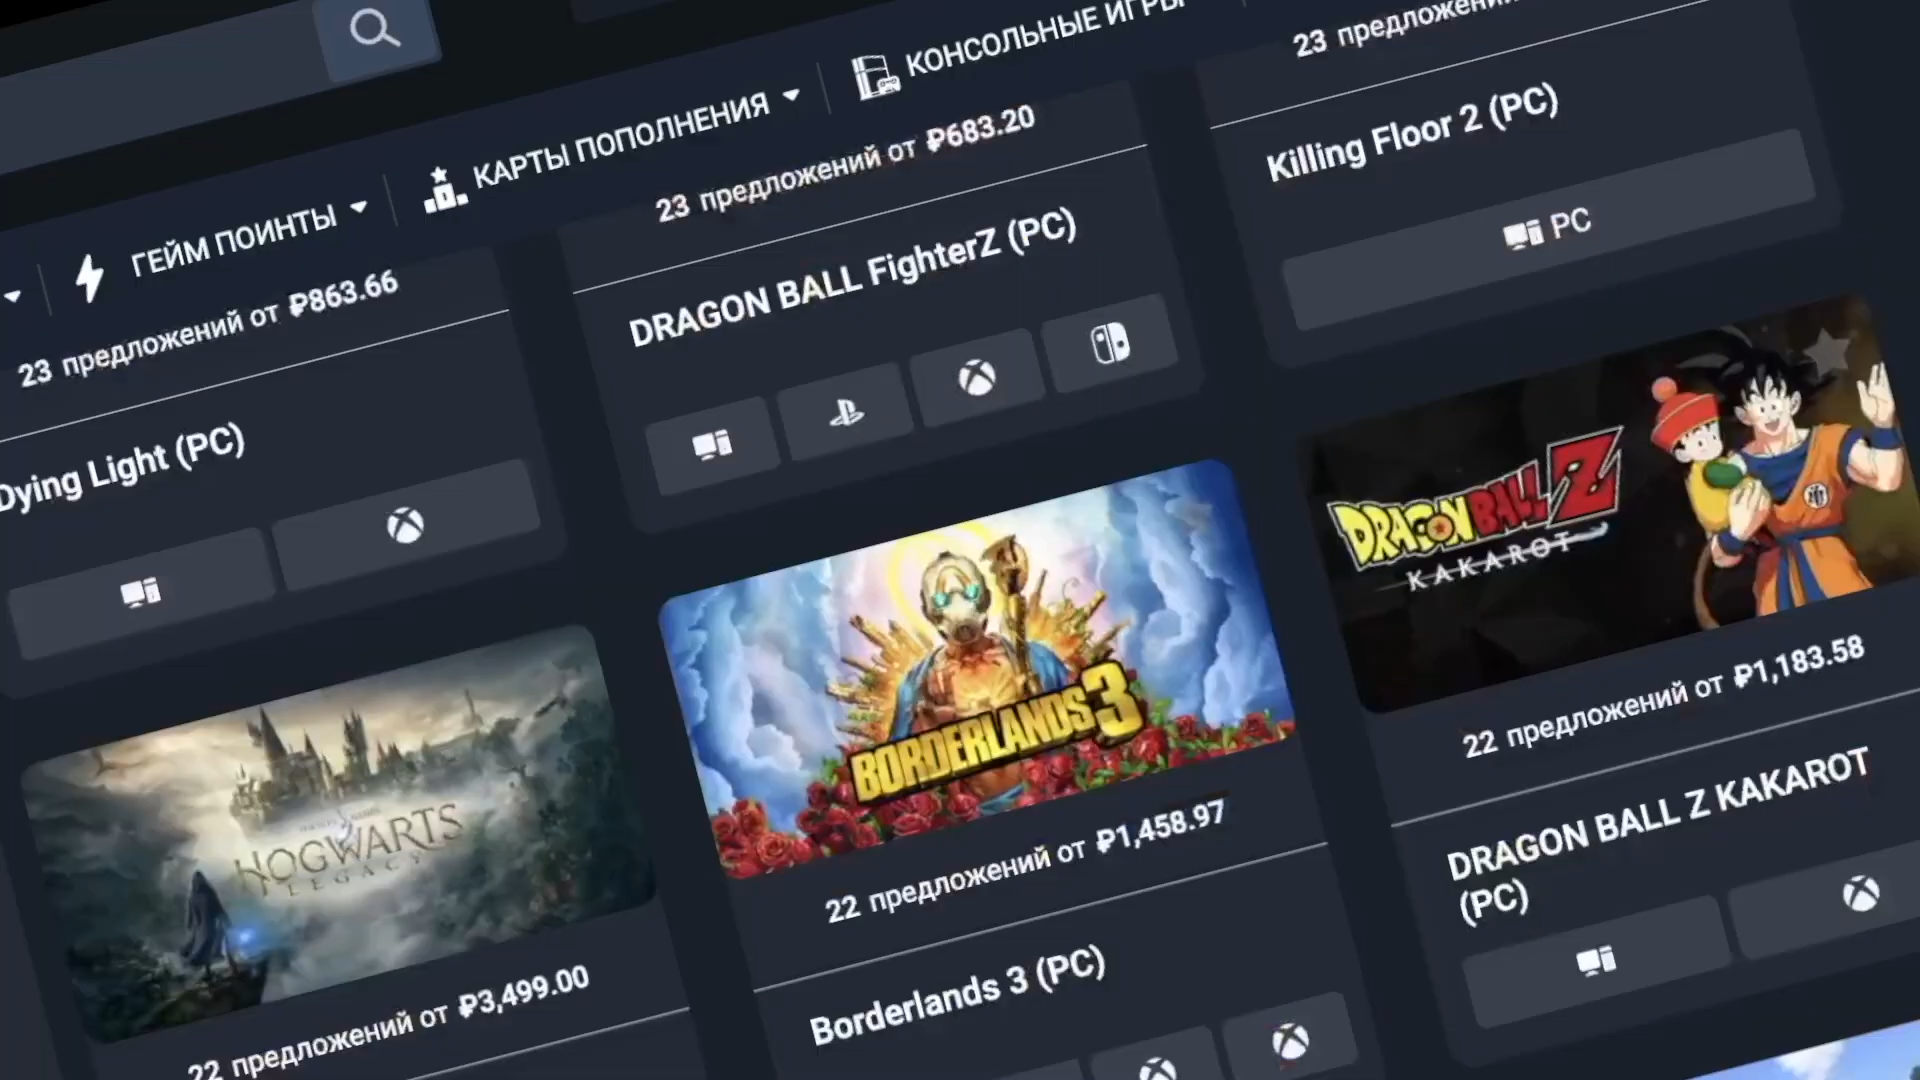 КОНСОЛЬНЫЕ ИГРЫ
КАРТЫ ПОПОЛНЕНИЯ
ГЕЙМ ПОИНТЫ
23 предложений
Killing Floor 2 (PC)
PC
23 предложений от ₽683.20
DRAGON BALL FighterZ (PC)
23 предложений от ₽863.66
Dying Light (PC)
DRAGON BALL Z
KAKAROT
22 предложений от ₽1,183.58
DRAGON BALL Z KAKAROT
(PC)
BORDERLANDS 3
22 предложений от ₽1,458.97
Borderlands 3 (PC)
HOGWARTS
LEGACY
22 предложений от ₽3,499.00